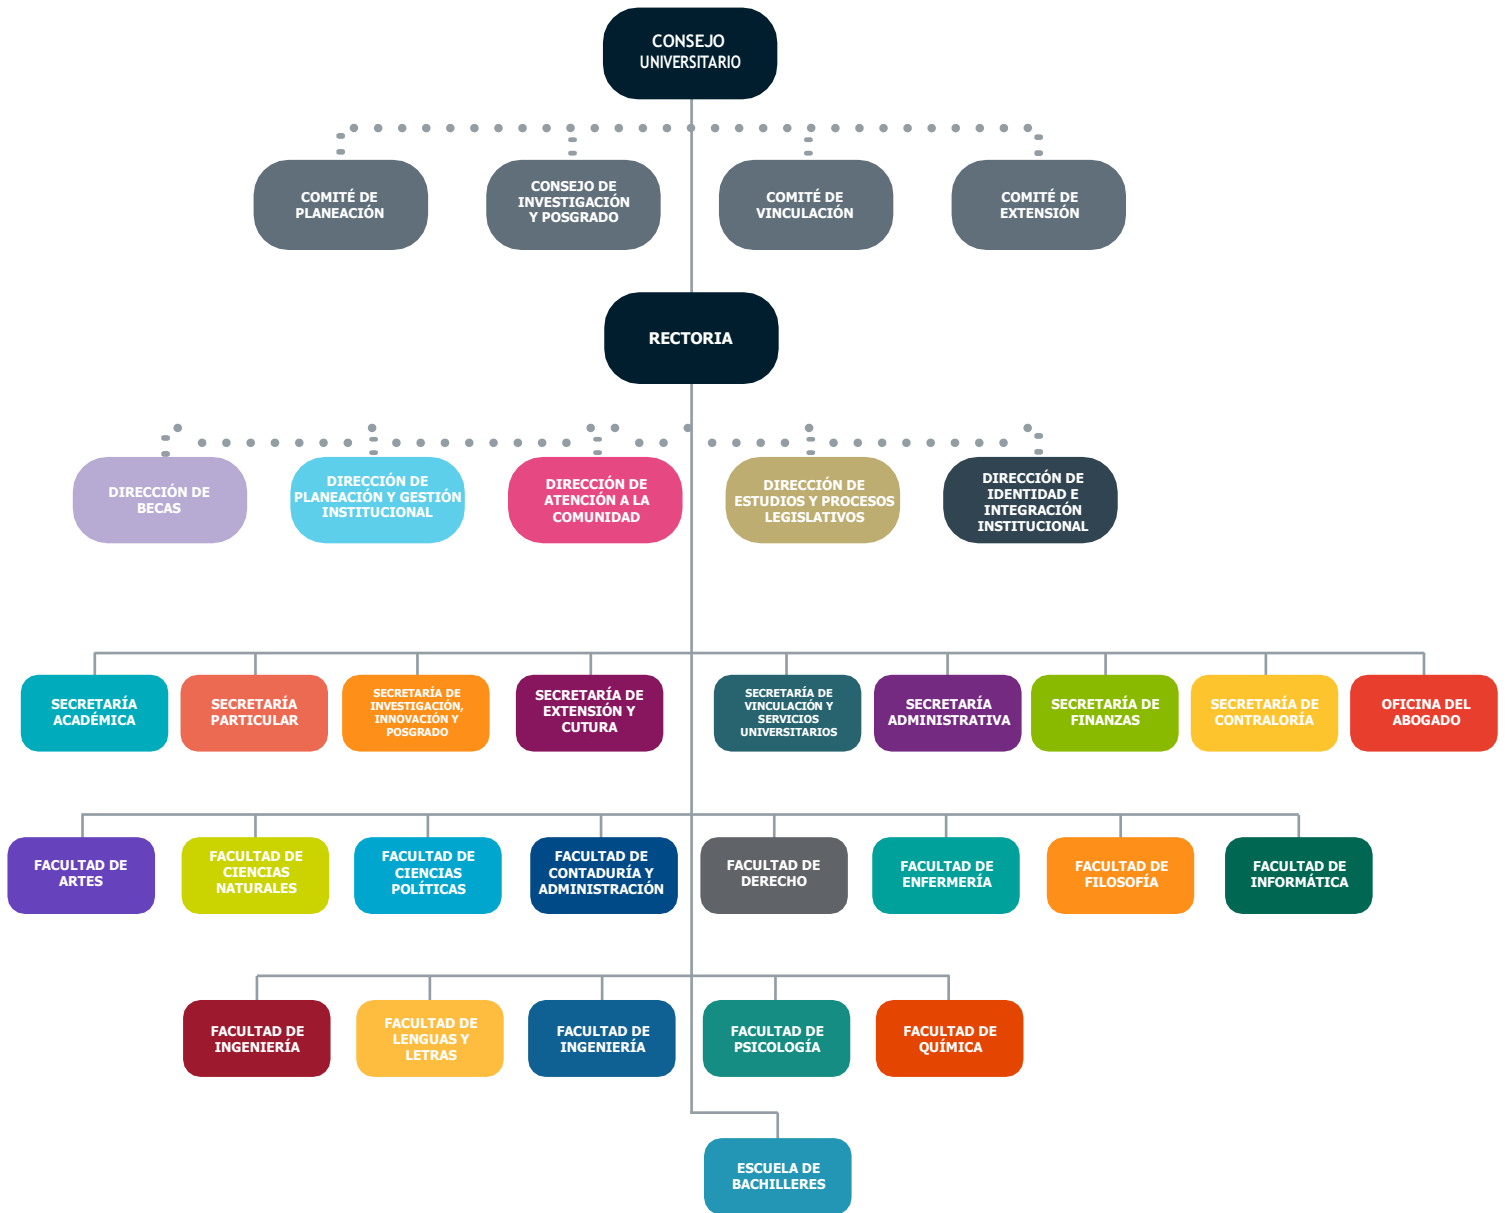 CONSEJO
UNIVERSITARIO
COMITÉ DE
PLANEACIÓN
CONSEJO DE
INVESTIGACIÓN
Y POSGRADO
COMITÉ DE
VINCULACIÓN
COMITÉ DE
EXTENSIÓN
RECTORIA
DIRECCIÓN DE
BECAS
DIRECCIÓN DE
PLANEACIÓN Y GESTIÓN
INSTITUCIONAL
DIRECCIÓN DE
ATENCIÓN A LA
COMUNIDAD
DIRECCIÓN DE
ESTUDIOS Y PROCESOS
LEGISLATIVOS
DIRECCIÓN DE
IDENTIDAD E
INTEGRACIÓN
INSTITUCIONAL
SECRETARÍA
ACADÉMICA
SECRETARÍA
PARTICULAR
SECRETARÍA DE
INVESTIGACIÓN,
INNOVACIÓN Y
POSGRADO
SECRETARÍA DE
EXTENSIÓN Y
CUTURA
SECRETARÍA DE
VINCULACIÓN Y
SERVICIOS
UNIVERSITARIOS
SECRETARÍA
ADMINISTRATIVA
SECRETARÍA DE
FINANZAS
SECRETARÍA DE
CONTRALORÍA
OFICINA DEL
ABOGADO
FACULTAD DE
ARTES
FACULTAD DE
CIENCIAS
NATURALES
FACULTAD DE
CIENCIAS
POLÍTICAS
FACULTAD DE
CONTADURÍA Y
ADMINISTRACIÓN
FACULTAD DE
DERECHO
FACULTAD DE
ENFERMERÍA
FACULTAD DE
FILOSOFÍA
FACULTAD DE
INFORMÁTICA
FACULTAD DE
INGENIERÍA
FACULTAD DE
LENGUAS Y
LETRAS
FACULTAD DE
INGENIERÍA
FACULTAD DE
PSICOLOGÍA
FACULTAD DE
QUÍMICA
ESCUELA DE
BACHILLERES